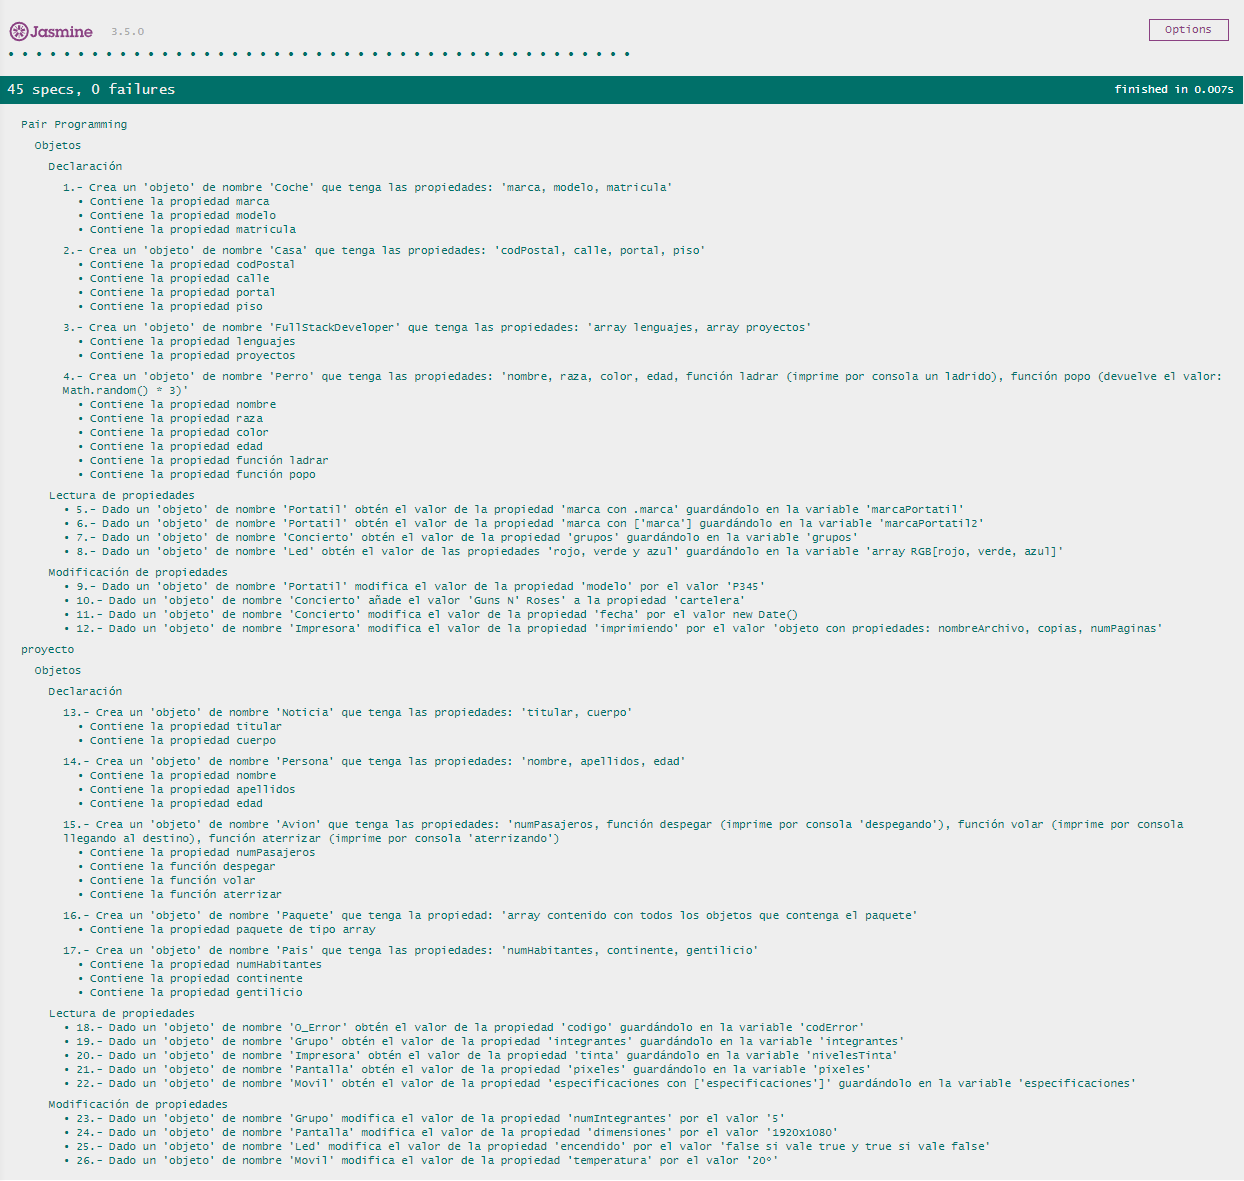 Jasmine 3.5.0
Options
45 specs, 0 failures
finished in 0.007s
Pair Programming
Objetos
Declaración
1.- Crea un 'objeto' de nombre 'Coche' que tenga las propiedades: 'marca, modelo, matricula'
• Contiene la propiedad marca
• Contiene la propiedad modelo
• Contiene la propiedad matricula
2.- Crea un 'objeto' de nombre 'Casa' que tenga las propiedades: 'codPostal, calle, portal, piso'
• Contiene la propiedad codPostal
• Contiene la propiedad calle
• Contiene la propiedad portal
• Contiene la propiedad piso
3.- Crea un 'objeto' de nombre 'FullStackDeveloper' que tenga las propiedades: 'array lenguajes, array proyectos'
• Contiene la propiedad lenguajes
• Contiene la propiedad proyectos
4.- Crea un 'objeto' de nombre 'Perro' que tenga las propiedades: 'nombre, raza, color, edad, función ladrar (imprime por consola un ladrido), función popo (devuelve el valor:
Math.random() * 3)'
• Contiene la propiedad nombre
• Contiene la propiedad raza
• Contiene la propiedad color
• Contiene la propiedad edad
• Contiene la propiedad función ladrar
• Contiene la propiedad función popo
Lectura de propiedades
• 5.- Dado un 'objeto' de nombre 'Portatil' obtén el valor de la propiedad 'marca con .marca' guardándolo en la variable 'marcaPortatil'
• 6.- Dado un 'objeto' de nombre 'Portatil' obtén el valor de la propiedad 'marca con ['marca'] guardándolo en la variable 'marcaPortatil2'
• 7.- Dado un 'objeto' de nombre 'Concierto' obtén el valor de la propiedad 'grupos' guardándolo en la variable 'grupos'
• 8.- Dado un 'objeto' de nombre 'Led' obtén el valor de las propiedades 'rojo, verde y azul' guardándolo en la variable 'array RGB[rojo, verde, azul]'
Modificación de propiedades
• 9.- Dado un 'objeto' de nombre 'Portatil' modifica el valor de la propiedad 'modelo' por el valor 'P345'
• 10.- Dado un 'objeto' de nombre 'Concierto' añade el valor 'Guns N' Roses' a la propiedad 'cartelera'
• 11.- Dado un 'objeto' de nombre 'Concierto' modifica el valor de la propiedad 'fecha' por el valor new Date()
• 12.- Dado un 'objeto' de nombre 'Impresora' modifica el valor de la propiedad 'imprimiendo' por el valor 'objeto con propiedades: nombreArchivo, copias, numPaginas'
proyecto
Objetos
Declaración
13.- Crea un 'objeto' de nombre 'Noticia' que tenga las propiedades: 'titular, cuerpo'
• Contiene la propiedad titular
• Contiene la propiedad cuerpo
14.- Crea un 'objeto' de nombre 'Persona' que tenga las propiedades: 'nombre, apellidos, edad'
• Contiene la propiedad nombre
• Contiene la propiedad apellidos
• Contiene la propiedad edad
15.- Crea un 'objeto' de nombre 'Avion' que tenga las propiedades: 'numPasajeros, función despegar (imprime por consola 'despegando'), función volar (imprime por consola
llegando al destino), función aterrizar (imprime por consola 'aterrizando')
• Contiene la propiedad numPasajeros
• Contiene la función despegar
• Contiene la función volar
• Contiene la función aterrizar
16.- Crea un 'objeto' de nombre 'Paquete' que tenga la propiedad: 'array contenido con todos los objetos que contenga el paquete'
• Contiene la propiedad paquete de tipo array
17.- Crea un 'objeto' de nombre 'Pais' que tenga las propiedades: 'numHabitantes, continente, gentilicio'
• Contiene la propiedad numHabitantes
• Contiene la propiedad continente
• Contiene la propiedad gentilicio
Lectura de propiedades
• 18.- Dado un 'objeto' de nombre 'O_Error' obtén el valor de la propiedad 'codigo' guardándolo en la variable 'codError'
• 19.- Dado un 'objeto' de nombre 'Grupo' obtén el valor de la propiedad 'integrantes' guardándolo en la variable 'integrantes'
• 20.- Dado un 'objeto' de nombre 'Impresora' obtén el valor de la propiedad 'tinta' guardándolo en la variable 'nivelesTinta'
• 21.- Dado un 'objeto' de nombre 'Pantalla' obtén el valor de la propiedad 'pixeles' guardándolo en la variable 'pixeles'
• 22.- Dado un 'objeto' de nombre 'Movil' obtén el valor de la propiedad 'especificaciones con ['especificaciones']' guardándolo en la variable 'especificaciones'
Modificación de propiedades
• 23.- Dado un 'objeto' de nombre 'Grupo' modifica el valor de la propiedad 'numIntegrantes' por el valor '5'
• 24.- Dado un 'objeto' de nombre 'Pantalla' modifica el valor de la propiedad 'dimensiones' por el valor '1920x1080'
• 25.- Dado un 'objeto' de nombre 'Led' modifica el valor de la propiedad 'encendido' por el valor 'false si vale true y true si vale false'
• 26.- Dado un 'objeto' de nombre 'Movil' modifica el valor de la propiedad 'temperatura' por el valor '20º'